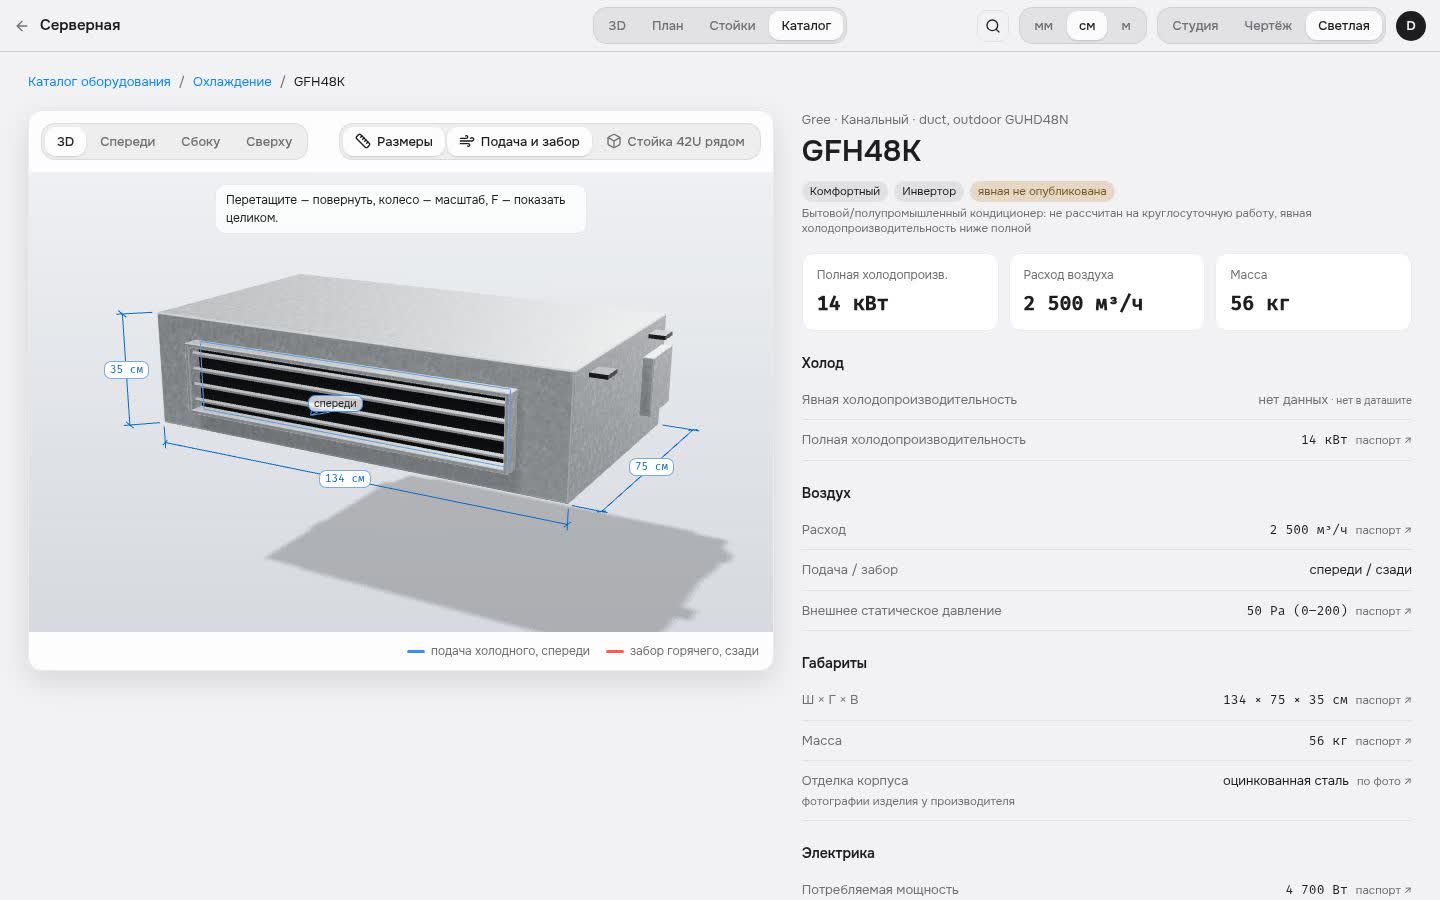 Серверная
3D План Стойки Каталог
мм см м
Студия Чертёж Светлая
D
Каталог оборудования / Охлаждение / GFH48K
3D Спереди Сбоку Сверху
Размеры Подача и забор Стойка 42U рядом
Перетащите — повернуть, колесо — масштаб, F — показать
целиком.
35 см
спереди
134 см
75 см
подача холодного, спереди
забор горячего, сзади
Gree · Канальный · duct, outdoor GUHD48N
GFH48K
Комфортный Инвертор явная не опубликована
Бытовой/полупромышленный кондиционер: не рассчитан на круглосуточную работу, явная
холодопроизводительность ниже полной
Полная холодопроизв.
14 кВт
Расход воздуха
2 500 м³/ч
Масса
56 кг
Холод
Явная холодопроизводительность нет данных · нет в даташите
Полная холодопроизводительность 14 кВт паспорт ↗
Воздух
Расход 2 500 м³/ч паспорт ↗
Подача / забор спереди / сзади
Внешнее статическое давление 50 Pa (0–200) паспорт ↗
Габариты
Ш × Г × В 134 × 75 × 35 см паспорт ↗
Масса 56 кг паспорт ↗
Отделка корпуса оцинкованная сталь по фото ↗
фотографии изделия у производителя
Электрика
Потребляемая мощность 4 700 Вт паспорт ↗